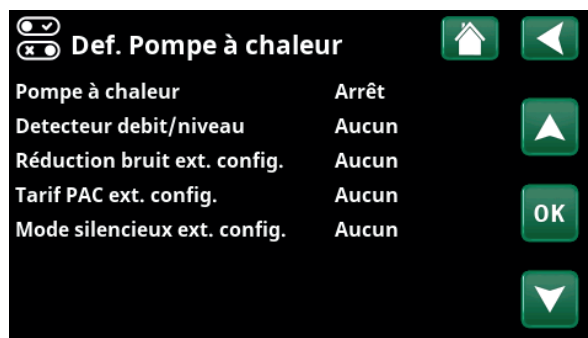 Def. Pompe à chaleur
Pompe à chaleur Arrêt
Detecteur debit/niveau Aucun
Réduction bruit ext. config. Aucun
Tarif PAC ext. config. Aucun
Mode silencieux ext. config. Aucun
OK